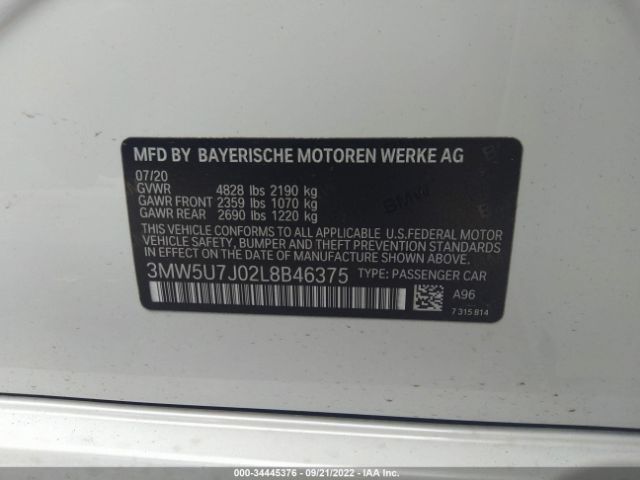 MFD BY BAYERISCHE MOTOREN WERKE AG
07/20
GVWR 4828 lbs 2190 kg
GAWR FRONT 2359 lbs 1070 kg
GAWR REAR 2690 lbs 1220 kg
BMW
THIS VEHICLE CONFORMS TO ALL APPLICABLE U.S.FEDERAL MOTOR
VEHICLE SAFETY, BUMPER AND THEFT PREVENTION STANDARDS
IN EFFECT ON THE DATE OF MANUFACTURE SHOWN ABOVE.
3MW5U7J02L8B46375 TYPE: PASSENGER CAR
A96
7 315 814
000-34445376 - 09/21/2022 - IAA Inc.